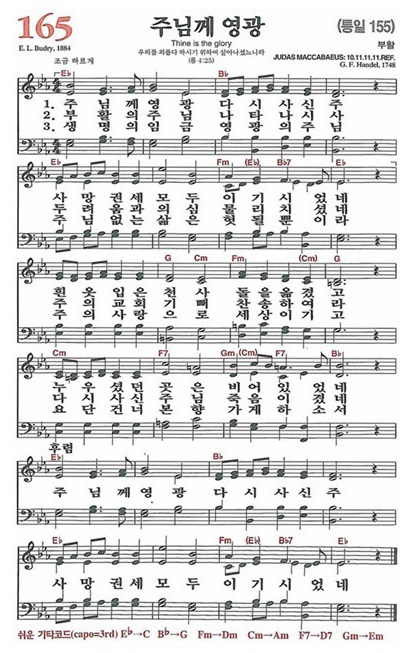 165 주님께 영광 (통일 155)
E. L. Budry, 1884 Thine is the glory 부활
우리를 의롭다 하시기 위하여 살아나셨느니라
(롬 4:25)
조금 빠르게 JUDAS MACCABAEUS: 10.11.11.11.REF.
G. F. Handel, 1748
E♭ B♭ E♭
1. 주 님 께 영 광 다 시 사 신 주
2. 부 활 의 주 님 나 타 나 시 사
3. 생 명 의 임 금 영 광 의 주 님
E♭ Fm (E♭) B♭7 E♭
사 망 권 세 모 두 이 기 시 었 네
두 려 움 과 의 심 물 리 치 셨 네
주 님 없 는 삶 은 헛 될 뿐 이 라
G Cm Fm (Cm) G
흰 옷 입 은 천 사 돌 을 옮 겼 고
주 의 교 회 기 뻐 찬 송 하 여 라
주 의 사 랑 으 로 세 상 이 기 고
Cm F7 Gm (Cm) F7 B♭
누 우 셨 던 곳 은 비 어 있 었 네
다 시 사 신 주 님 죽 음 이 겼 네
요 단 건 너 본 향 가 게 하 소 서
후렴
E♭ B♭ E♭
주 님 께 영 광 다 시 사 신 주
E♭ Fm (E♭) B♭7 E♭
사 망 권 세 모 두 이 기 시 었 네
쉬운 기타코드(capo=3rd) E♭→C B♭→G Fm→Dm Cm→Am F7→D7 Gm→Em